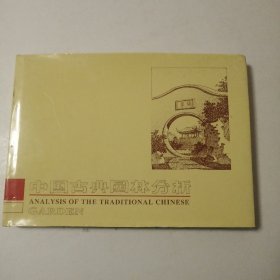 中国古典园林分析
ANALYSIS OF THE TRADITIONAL CHINESE
GARDEN